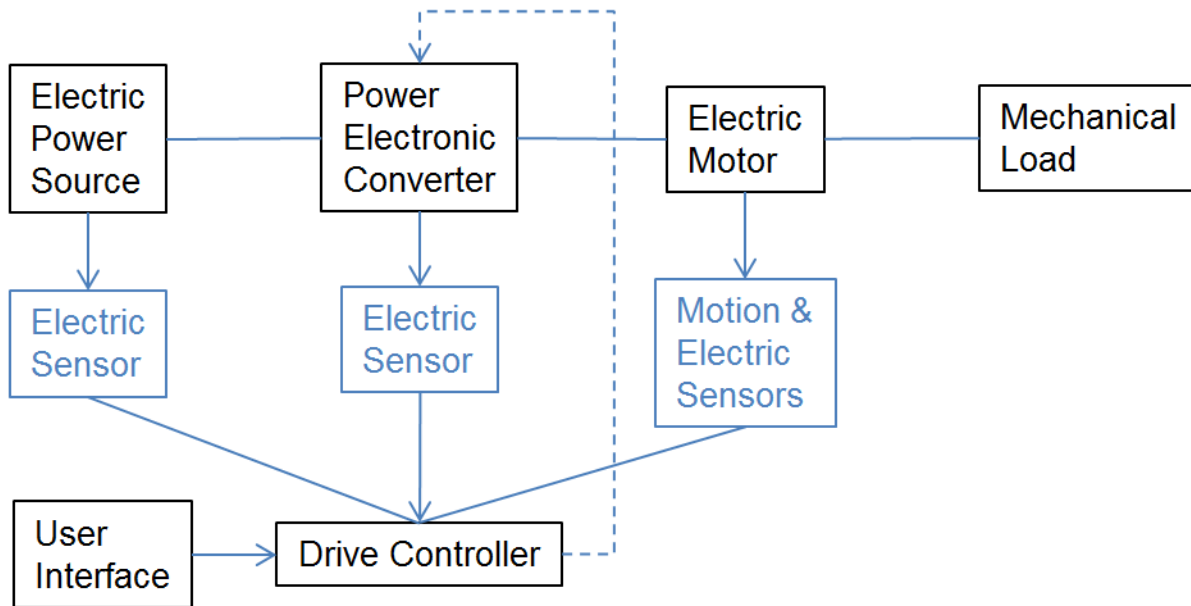 Electric
Power
Source
Power
Electronic
Converter
Electric
Motor
Mechanical
Load
Electric
Sensor
Electric
Sensor
Motion &
Electric
Sensors
User
Interface
Drive Controller